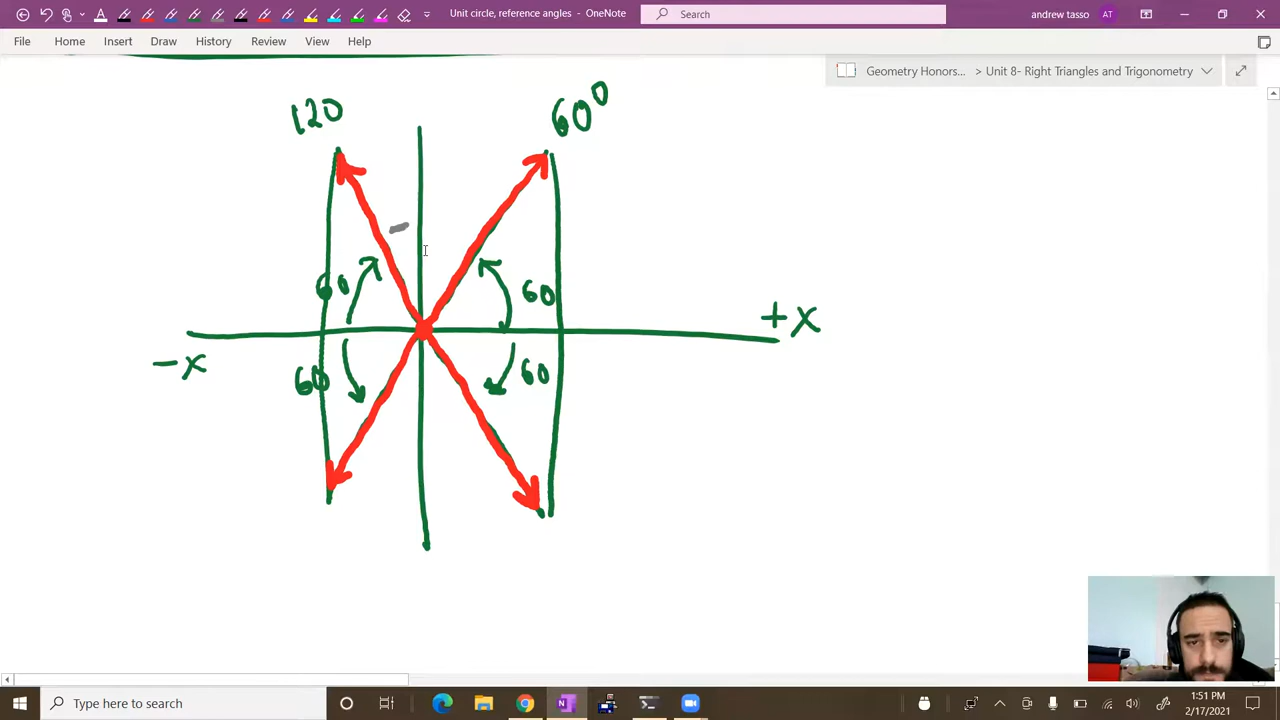 Unit circle, reference angles - OneNote
Search
andrew tasso
AT
File Home Insert Draw History Review View Help
Geometry Honors... > Unit 8- Right Triangles and Trigonometry
120
60⁰
60
60
+x
-x
60
60
Type here to search
1:51 PM
2/17/2021